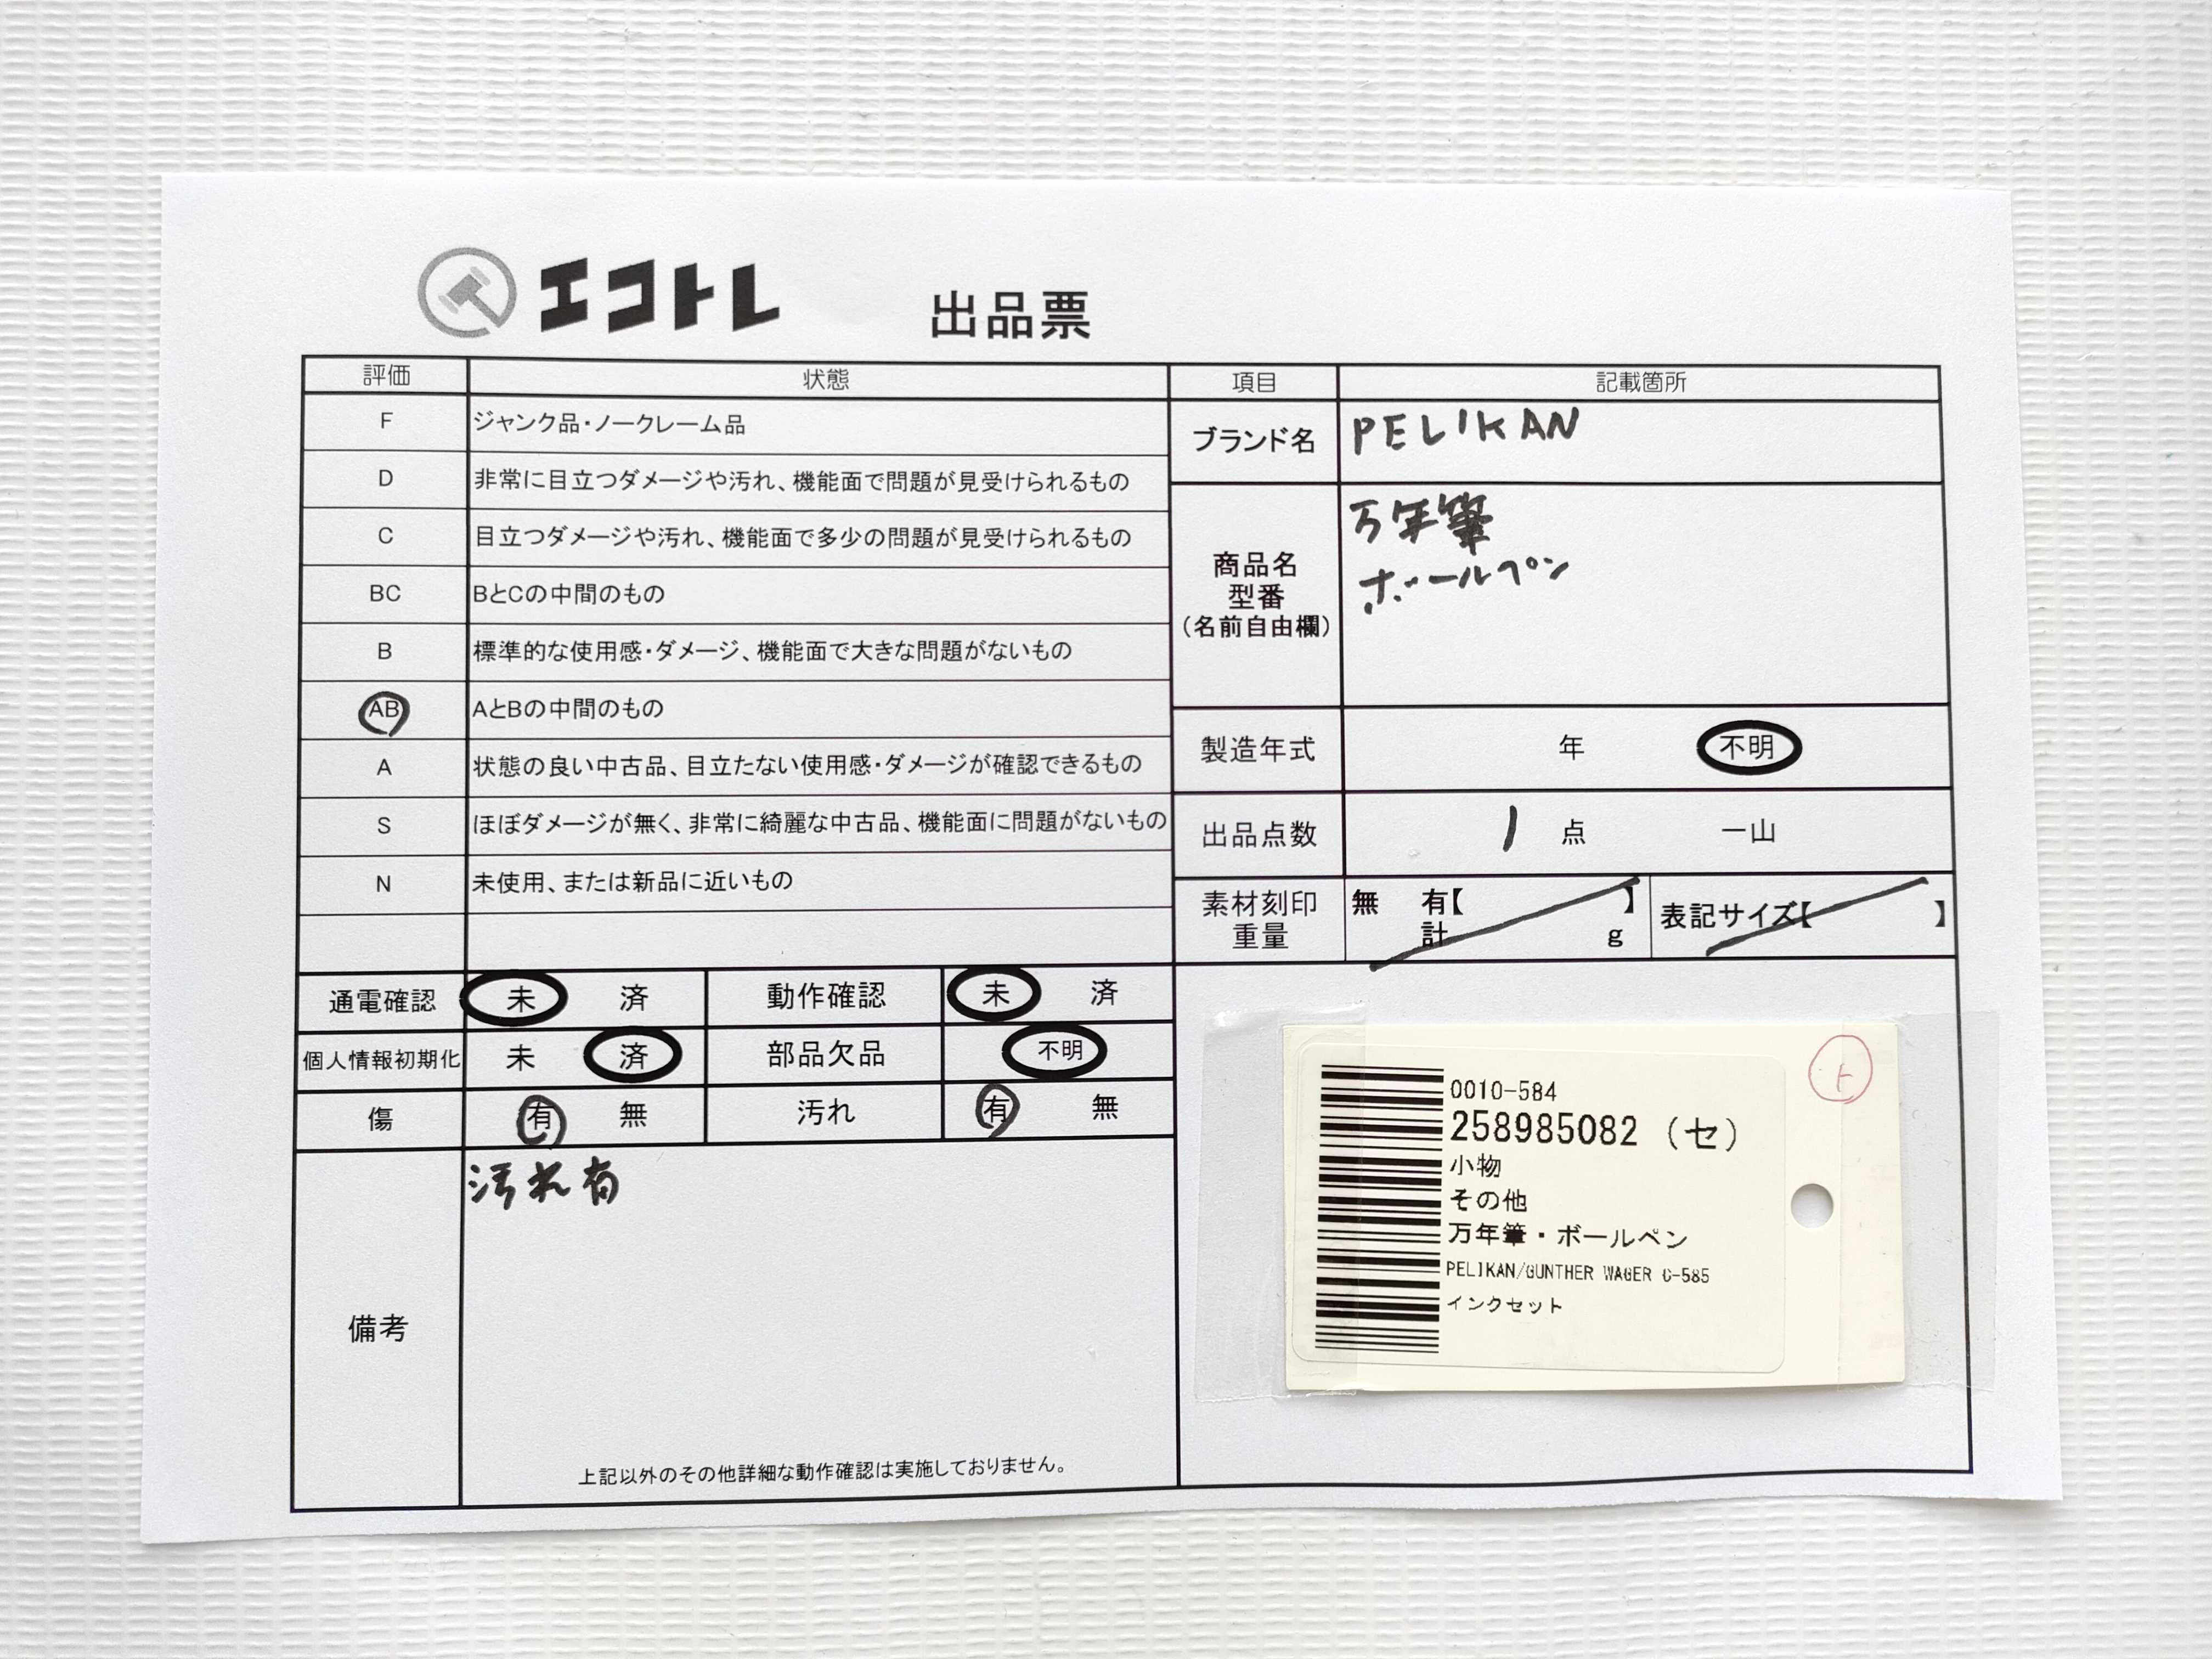 エコトレ 出品票
評価 状態 項目 記載箇所
F ジャンク品・ノークレーム品
D 非常に目立つダメージや汚れ、機能面で問題が見受けられるもの
C 目立つダメージや汚れ、機能面で多少の問題が見受けられるもの
BC BとCの中間のもの
B 標準的な使用感・ダメージ、機能面で大きな問題がないもの
AB AとBの中間のもの
A 状態の良い中古品、目立たない使用感・ダメージが確認できるもの
S ほぼダメージが無く、非常に綺麗な中古品、機能面に問題がないもの
N 未使用、または新品に近いもの
ブランド名 PELIKAN
商品名
型番
(名前自由欄)
万年筆
ボールペン
製造年式 年 不明
出品点数 1 点 一山
素材刻印
重量
無 有【 】
計 g
表記サイズ【 】
通電確認 未 済 動作確認 未 済
個人情報初期化 未 済 部品欠品 不明
傷 有 無 汚れ 有 無
備考
汚れ有
上記以外のその他詳細な動作確認は実施しておりません。
0010-584
258985082 (セ)
小物
その他
万年筆・ボールペン
PELIKAN/GUNTHER WAGER C-585
インクセット
ト